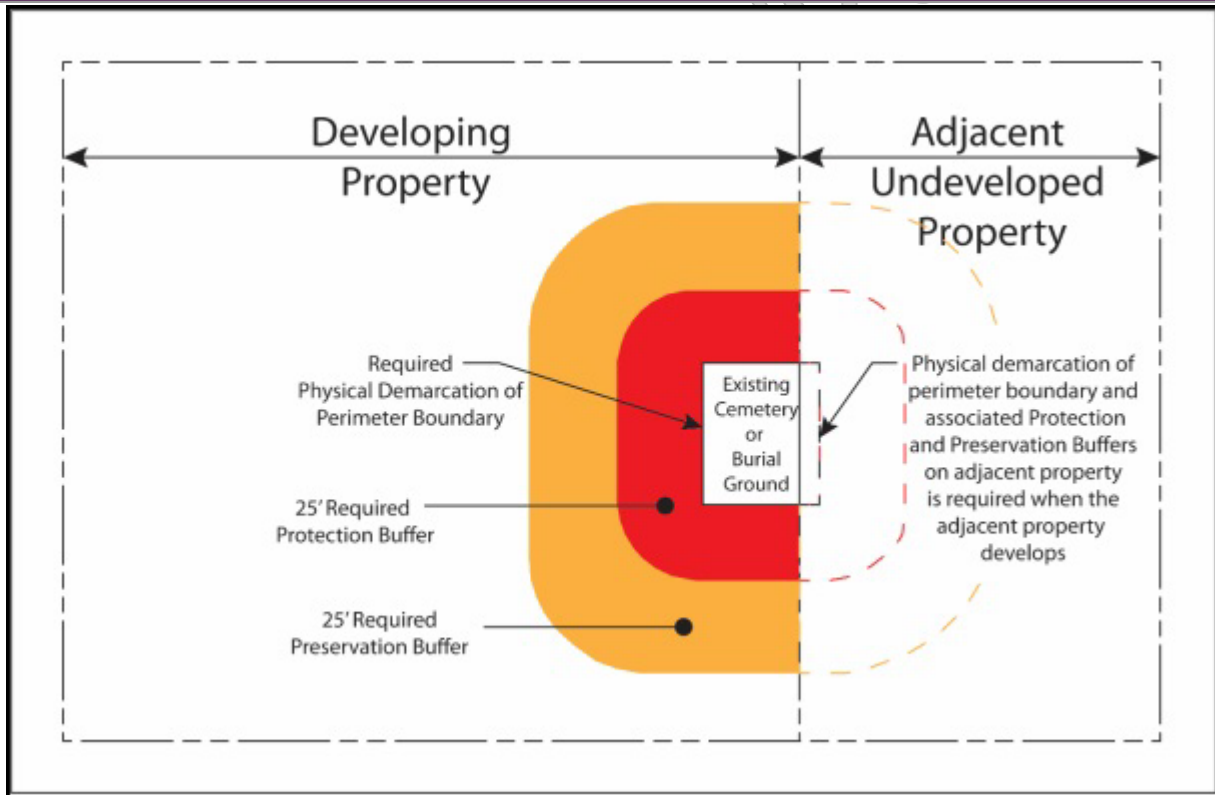 Developing
Property
Adjacent
Undeveloped
Property
Required
Physical Demarcation of
Perimeter Boundary
Existing
Cemetery
or
Burial
Ground
Physical demarcation of
perimeter boundary and
associated Protection
and Preservation Buffers
on adjacent property
is required when the
adjacent property
develops
25' Required
Protection Buffer
25' Required
Preservation Buffer